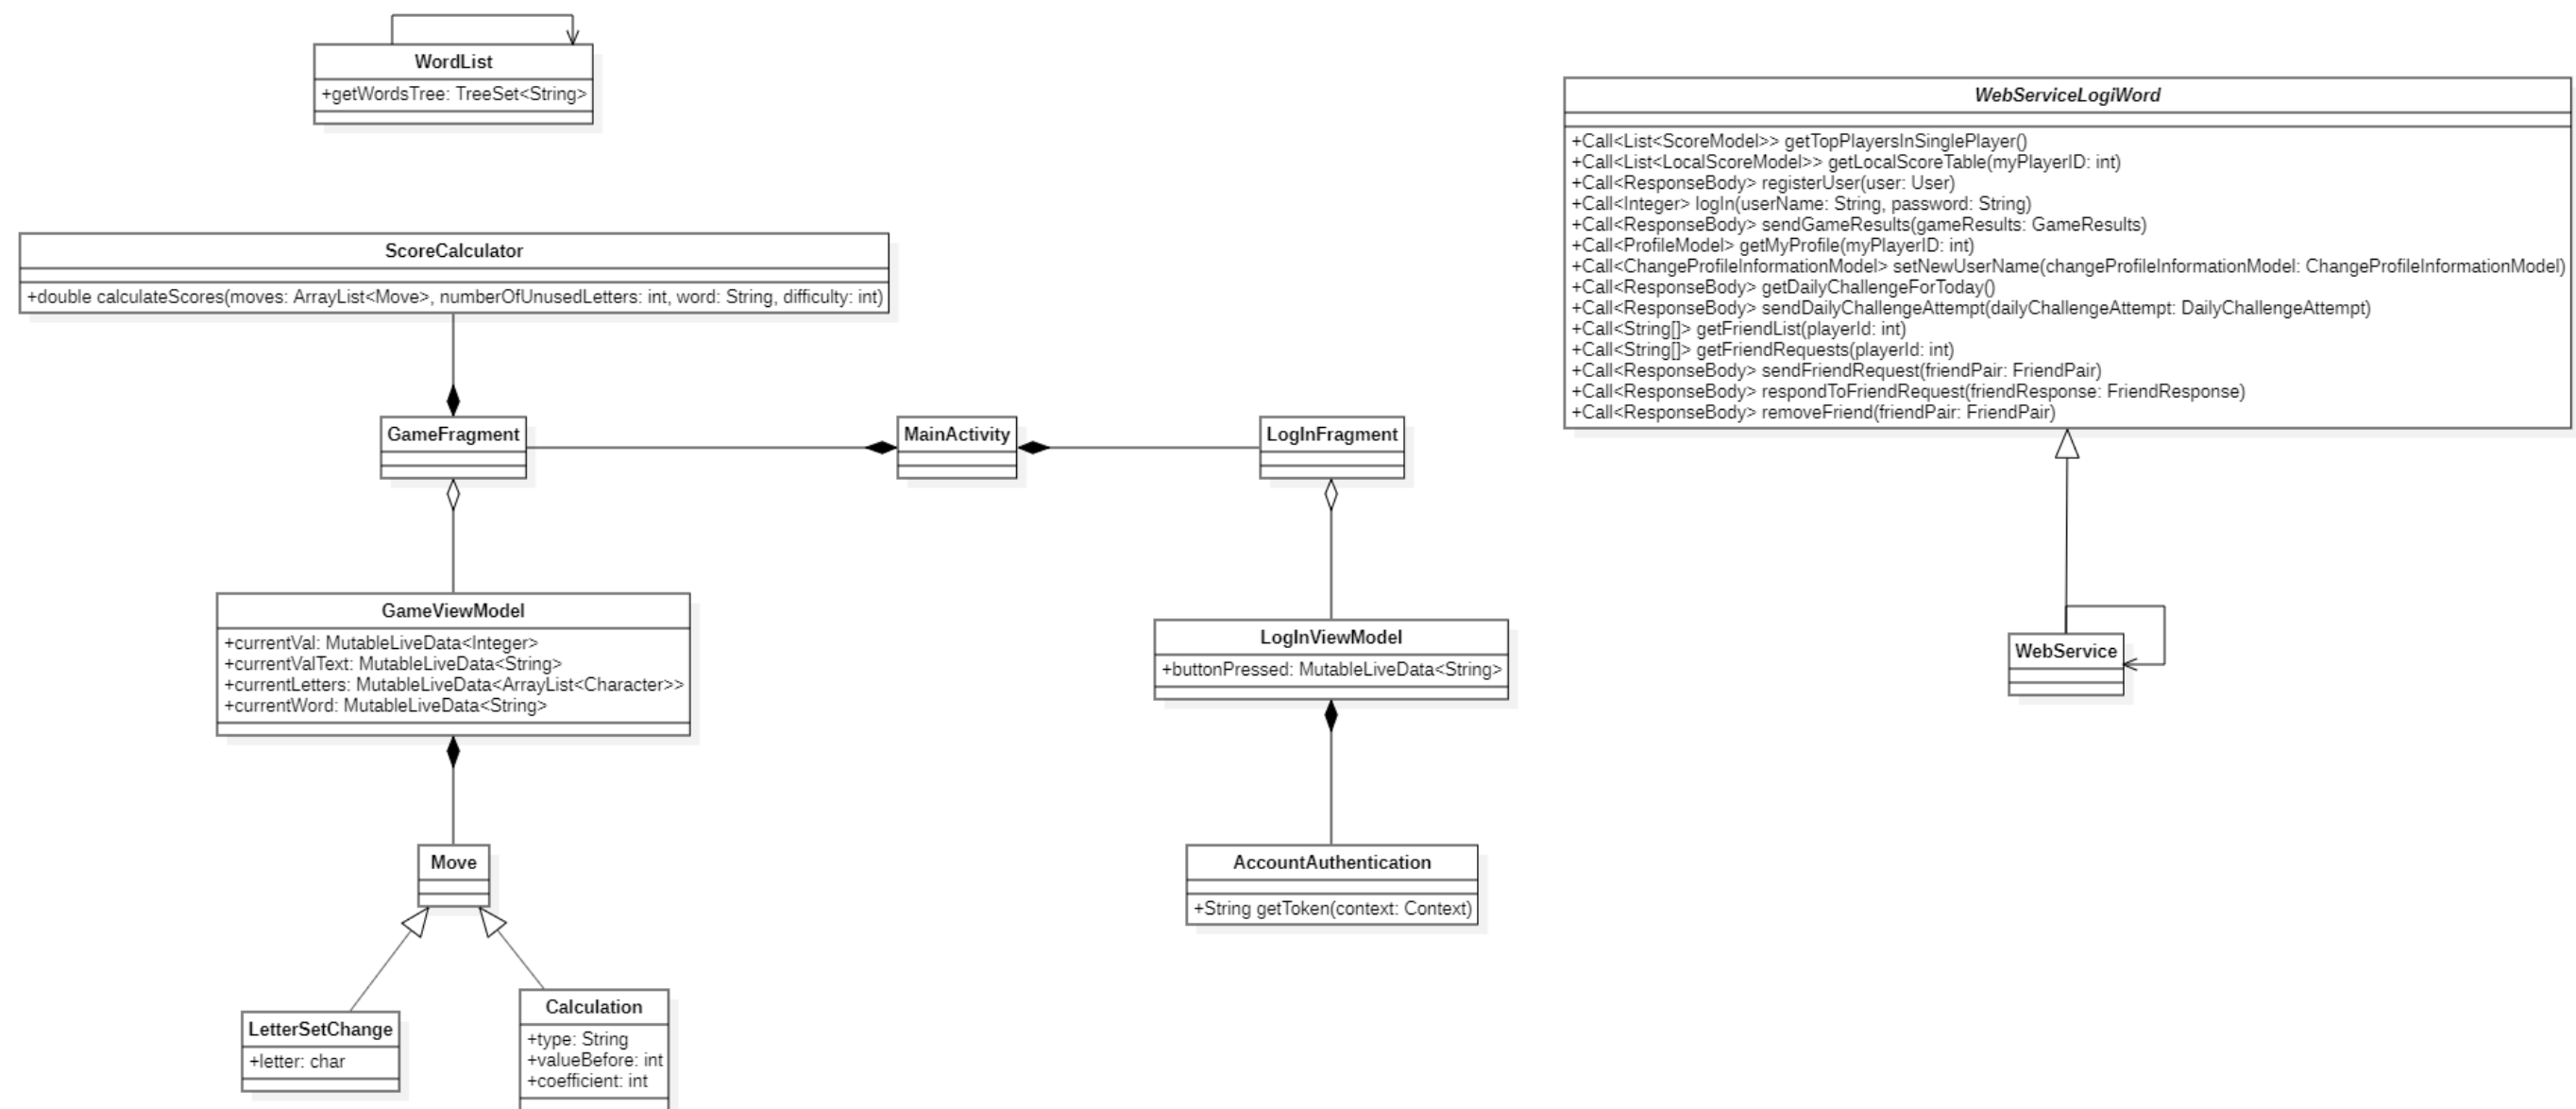 WordList
+getWordsTree: TreeSet<String>
WebServiceLogiWord
+Call<List<ScoreModel>> getTopPlayersInSinglePlayer()
+Call<List<LocalScoreModel>> getLocalScoreTable(myPlayerID: int)
+Call<ResponseBody> registerUser(user: User)
+Call<Integer> logIn(userName: String, password: String)
+Call<ResponseBody> sendGameResults(gameResults: GameResults)
+Call<ProfileModel> getMyProfile(myPlayerID: int)
+Call<ChangeProfileInformationModel> setNewUserName(changeProfileInformationModel: ChangeProfileInformationModel)
+Call<ResponseBody> getDailyChallengeForToday()
+Call<ResponseBody> sendDailyChallengeAttempt(dailyChallengeAttempt: DailyChallengeAttempt)
+Call<String[]> getFriendList(playerId: int)
+Call<String[]> getFriendRequests(playerId: int)
+Call<ResponseBody> sendFriendRequest(friendPair: FriendPair)
+Call<ResponseBody> respondToFriendRequest(friendResponse: FriendResponse)
+Call<ResponseBody> removeFriend(friendPair: FriendPair)
ScoreCalculator
+double calculateScores(moves: ArrayList<Move>, numberOfUnusedLetters: int, word: String, difficulty: int)
GameFragment
MainActivity
LogInFragment
GameViewModel
+currentVal: MutableLiveData<Integer>
+currentValText: MutableLiveData<String>
+currentLetters: MutableLiveData<ArrayList<Character>>
+currentWord: MutableLiveData<String>
LogInViewModel
+buttonPressed: MutableLiveData<String>
WebService
Move
AccountAuthentication
+String getToken(context: Context)
LetterSetChange
+letter: char
Calculation
+type: String
+valueBefore: int
+coefficient: int